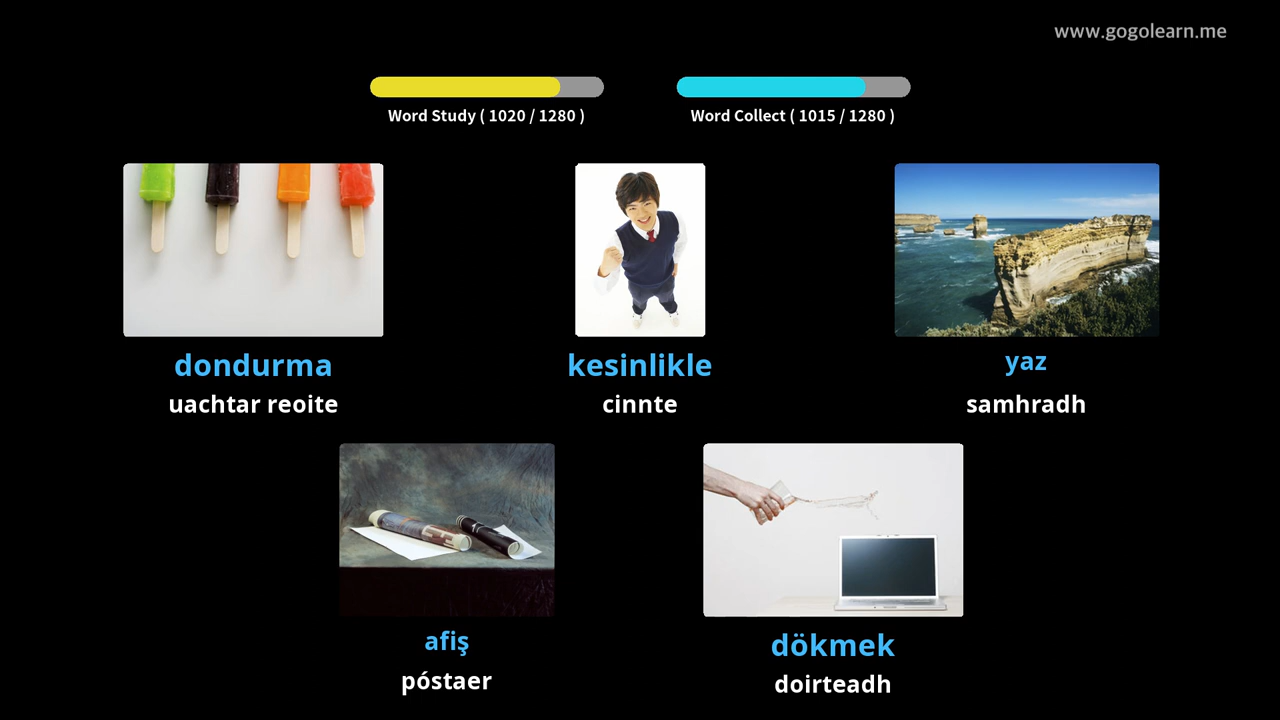 www.gogolearn.me
Word Study ( 1020 / 1280 )
Word Collect ( 1015 / 1280 )
dondurma
uachtar reoite
kesinlikle
cinnte
yaz
samhradh
afiş
póstaer
dökmek
doirteadh